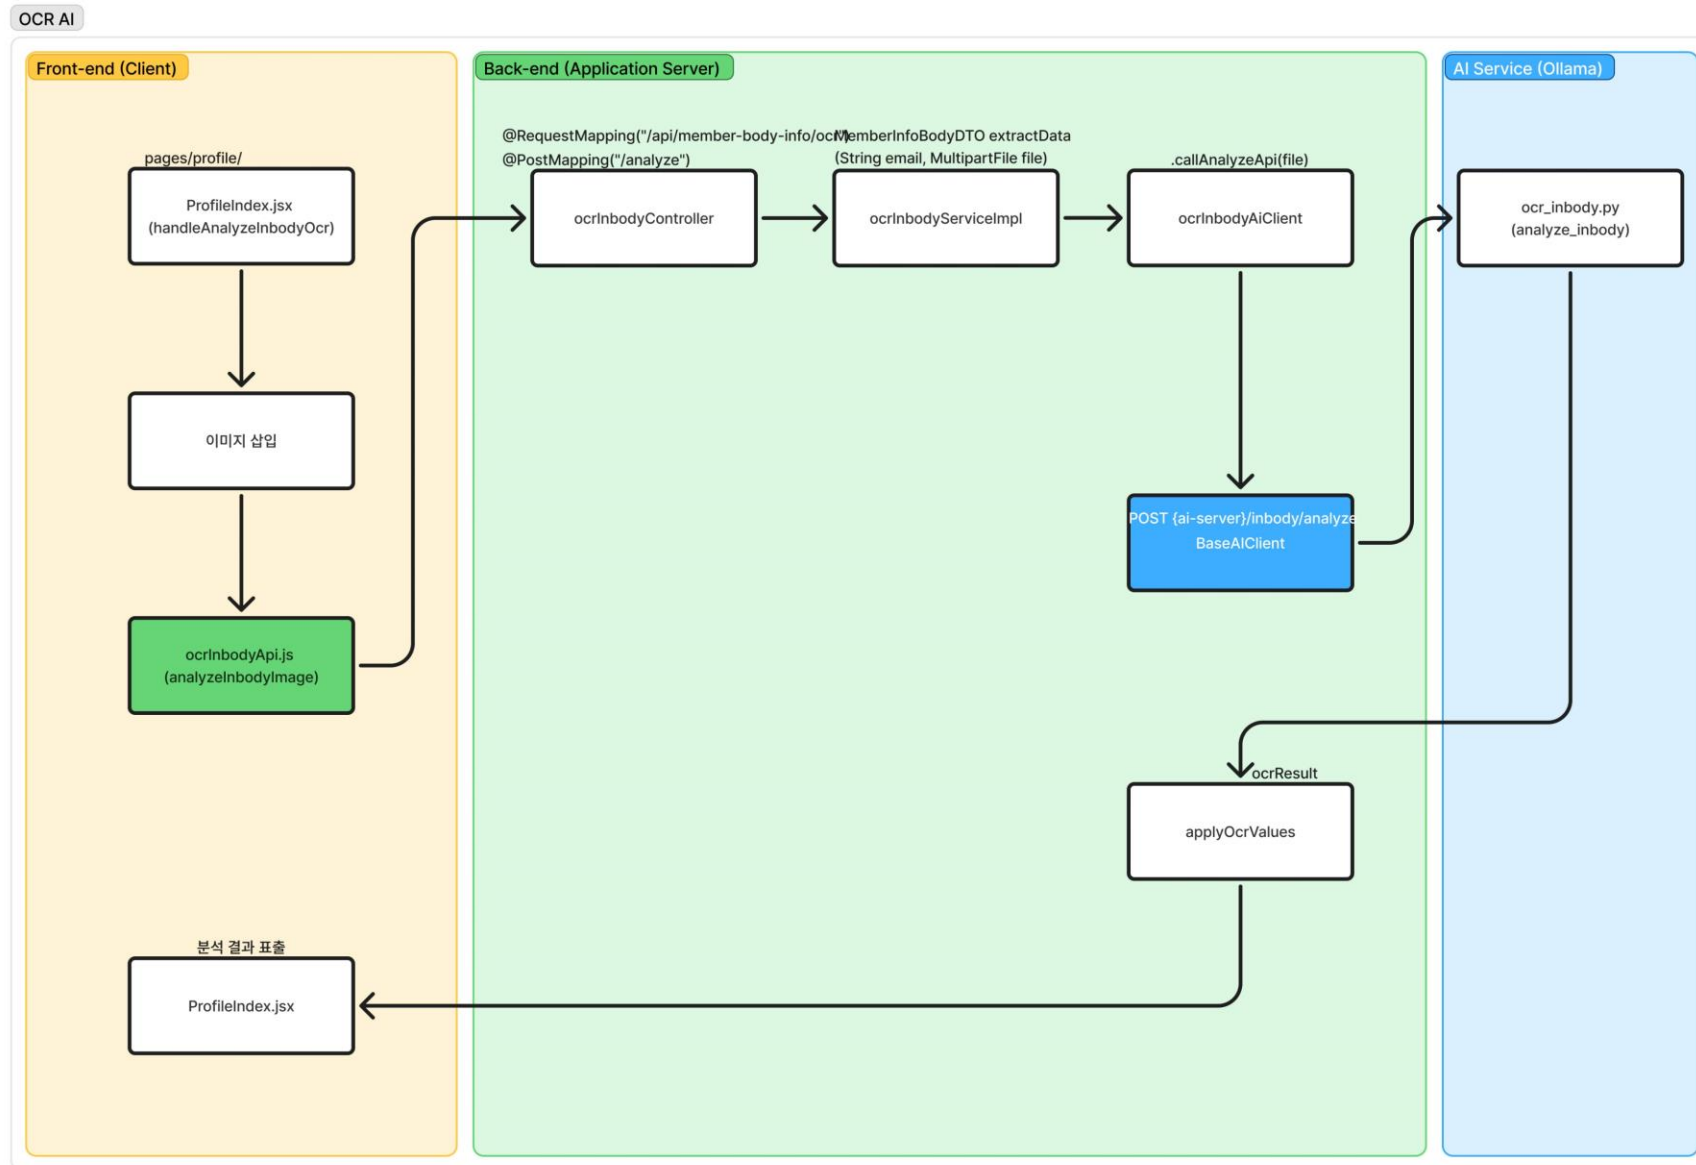 OCR AI
Front-end (Client)
Back-end (Application Server)
AI Service (Ollama)
pages/profile/
ProfileIndex.jsx
(handleAnalyzeInbodyOcr)
이미지 삽입
ocrInbodyApi.js
(analyzeInbodyImage)
분석 결과 표출
ProfileIndex.jsx
@RequestMapping("/api/member-body-info/ocr")
@PostMapping("/analyze")
ocrInbodyController
MemberInfoBodyDTO extractData
(String email, MultipartFile file)
ocrInbodyServiceImpl
.callAnalyzeApi(file)
ocrInbodyAiClient
POST {ai-server}/inbody/analyze
BaseAIClient
ocrResult
applyOcrValues
ocr_inbody.py
(analyze_inbody)